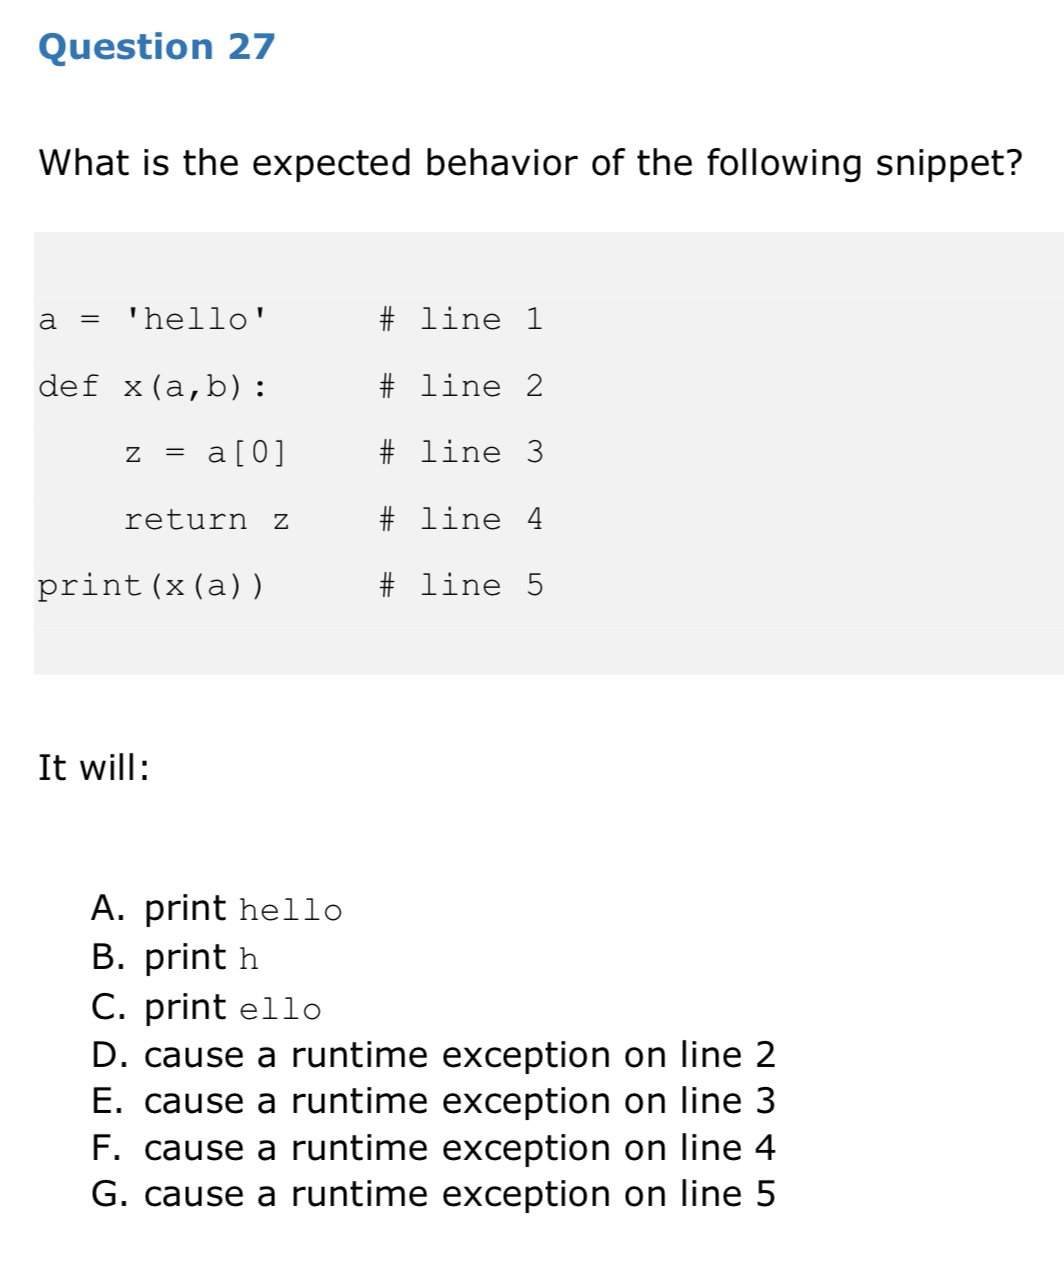 Question 27
What is the expected behavior of the following snippet?
a = 'hello'     # line 1
def x(a,b):     # line 2
    z = a[0]    # line 3
    return z    # line 4
print(x(a))     # line 5
It will:
A. print hello
B. print h
C. print ello
D. cause a runtime exception on line 2
E. cause a runtime exception on line 3
F. cause a runtime exception on line 4
G. cause a runtime exception on line 5